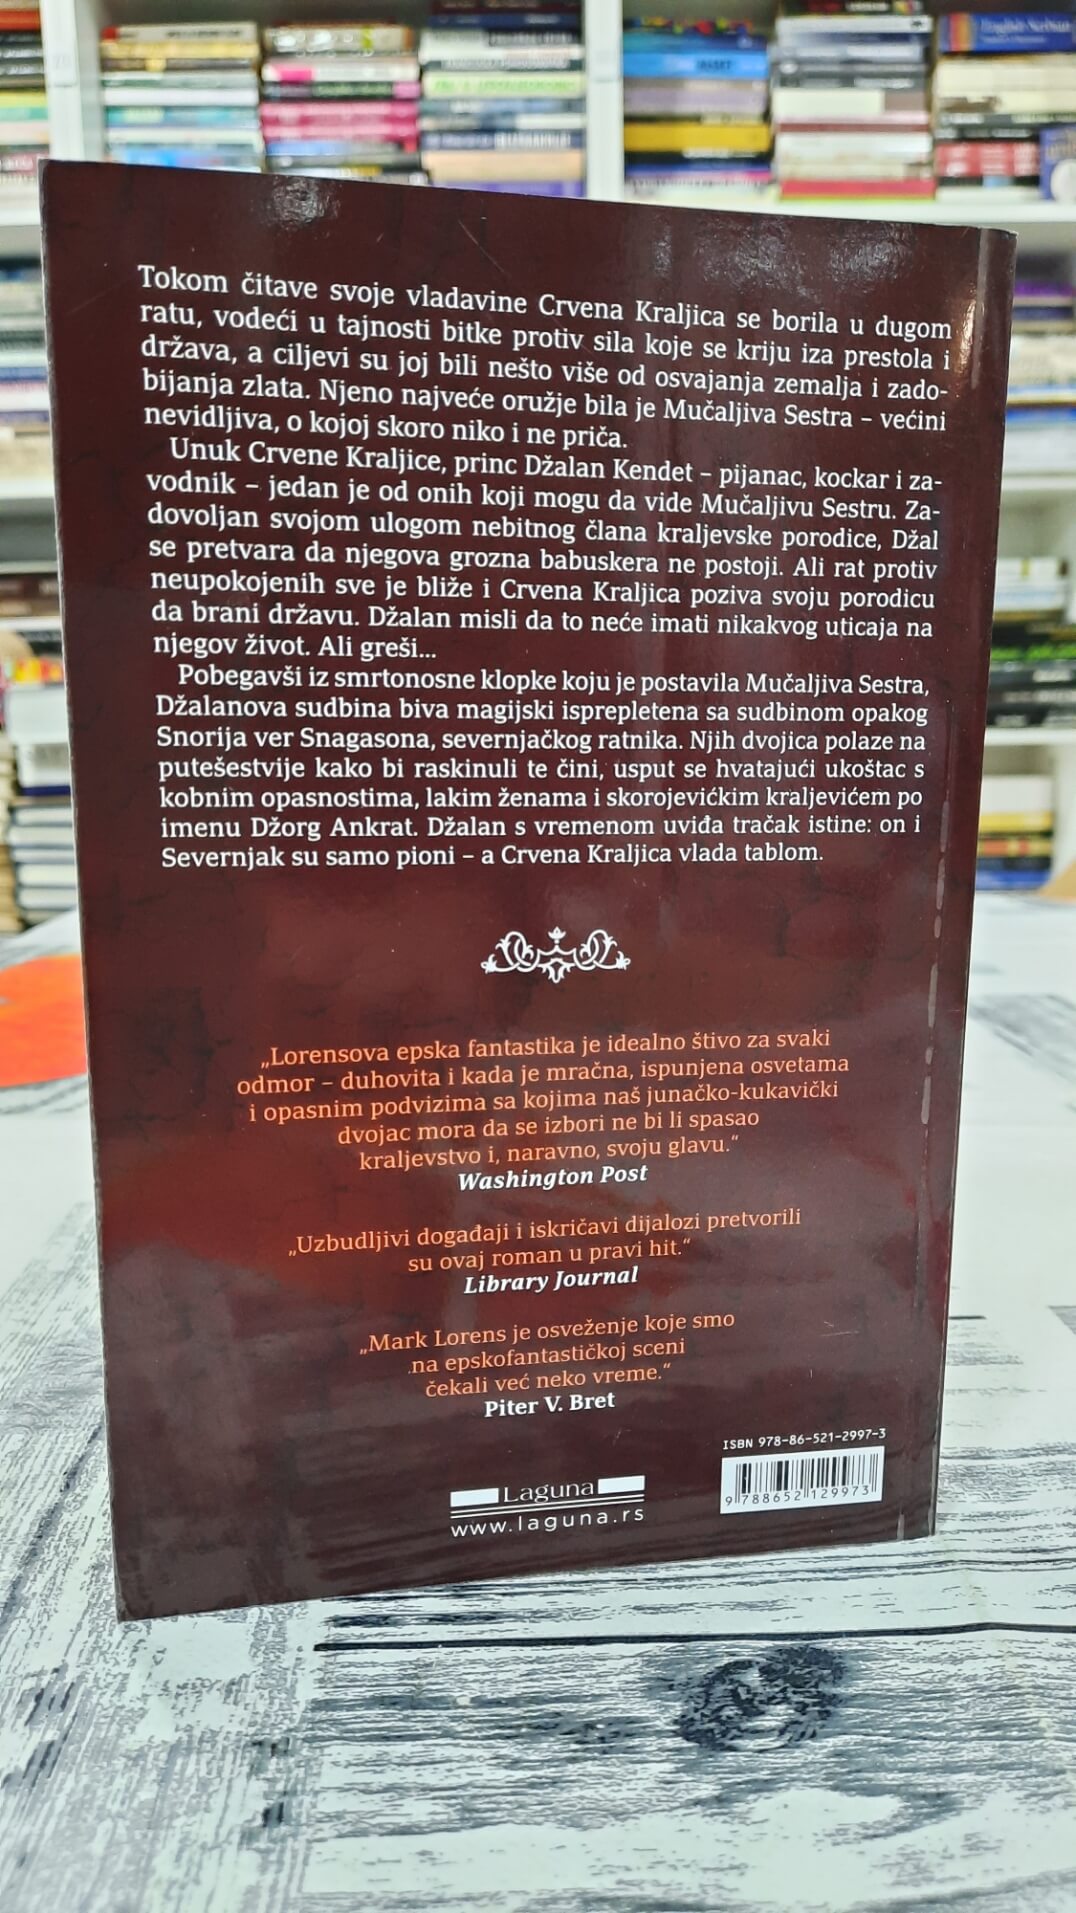 Tokom čitave svoje vladavine Crvena Kraljica se borila u dugom
ratu, vodeći u tajnosti bitke protiv sila koje se kriju iza prestola i
država, a ciljevi su joj bili nešto više od osvajanja zemalja i zado-
bijanja zlata. Njeno najveće oružje bila je Mučaljiva Sestra – većini
nevidljiva, o kojoj skoro niko i ne priča.
Unuk Crvene Kraljice, princ Džalan Kendet – pijanac, kockar i za-
vodnik – jedan je od onih koji mogu da vide Mučaljivu Sestru. Za-
dovoljan svojom ulogom nebitnog člana kraljevske porodice, Džal
se pretvara da njegova grozna babuskera ne postoji. Ali rat protiv
neupokojenih sve je bliže i Crvena Kraljica poziva svoju porodicu
da brani državu. Džalan misli da to neće imati nikakvog uticaja na
njegov život. Ali greši...
Pobegavši iz smrtonosne klopke koju je postavila Mučaljiva Sestra,
Džalanova sudbina biva magijski isprepletena sa sudbinom opakog
Snorija ver Snagasona, severnjačkog ratnika. Njih dvojica polaze na
putešestvije kako bi raskinuli te čini, usput se hvatajući ukoštac s
kobnim opasnostima, lakim ženama i skorojevićkim kraljevićem po
imenu Džorg Ankrat. Džalan s vremenom uviđa tračak istine: on i
Severnjak su samo pioni – a Crvena Kraljica vlada tablom.
„Lorensova epska fantastika je idealno štivo za svaki
odmor – duhovita i kada je mračna, ispunjena osvetama
i opasnim podvizima sa kojima naš junačko-kukavički
dvojac mora da se izbori ne bi li spasao
kraljevstvo i, naravno, svoju glavu.“
Washington Post
„Uzbudljivi događaji i iskričavi dijalozi pretvorili
su ovaj roman u pravi hit.“
Library Journal
„Mark Lorens je osveženje koje smo
na epskofantastičkoj sceni
čekali već neko vreme.“
Piter V. Bret
ISBN 978-86-521-2997-3
9 788652 129973
Laguna
www.laguna.rs